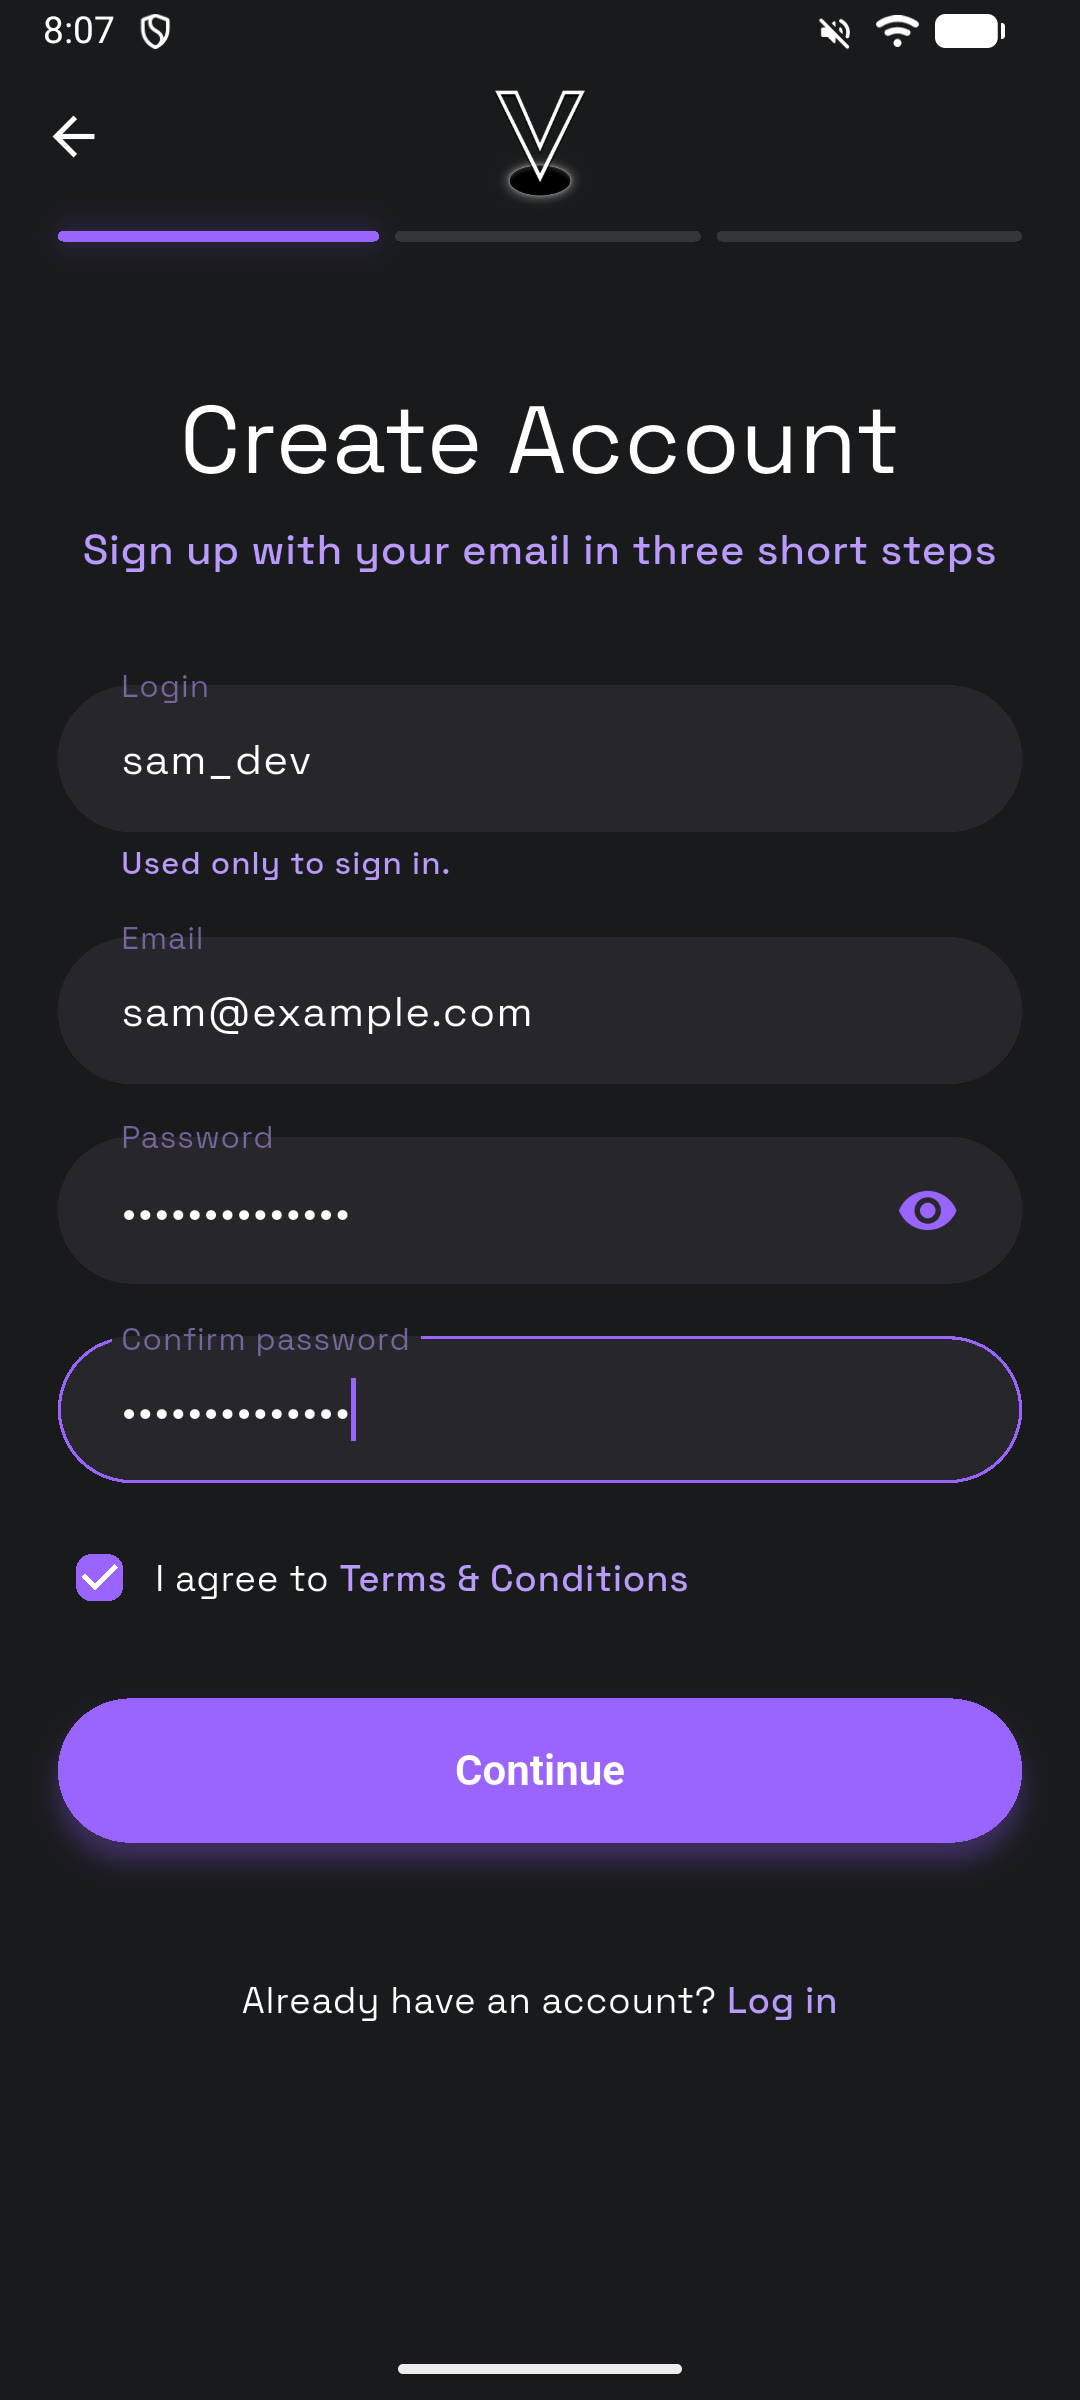 8:07
V
Create Account
Sign up with your email in three short steps
Login
sam_dev
Used only to sign in.
Email
sam@example.com
Password
••••••••••••••
Confirm password
••••••••••••••
I agree to Terms & Conditions
Continue
Already have an account? Log in